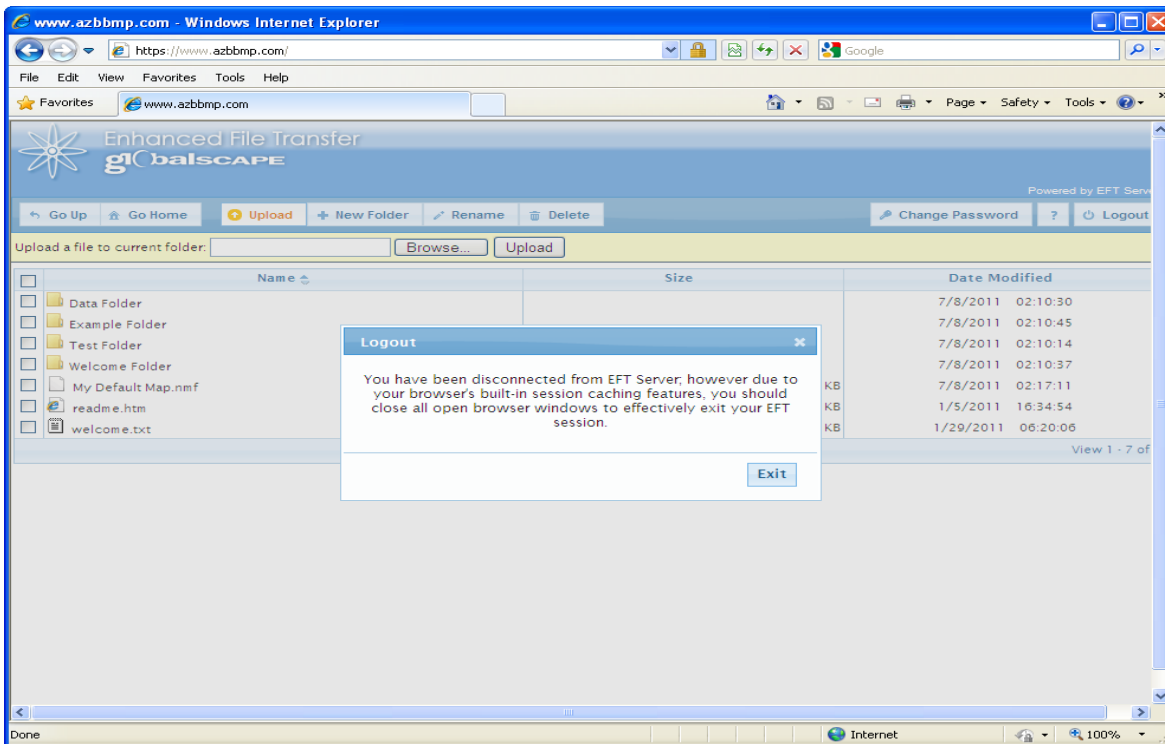 www.azbbmp.com - Windows Internet Explorer
https://www.azbbmp.com/
Google
File Edit View Favorites Tools Help
Favorites www.azbbmp.com Page Safety Tools
Enhanced File Transfer
globalSCAPE
Powered by EFT Serve
Go Up Go Home Upload New Folder Rename Delete Change Password ? Logout
Upload a file to current folder: Browse... Upload
Name Size Date Modified
Data Folder 7/8/2011 02:10:30
Example Folder 7/8/2011 02:10:45
Test Folder 7/8/2011 02:10:14
Welcome Folder 7/8/2011 02:10:37
My Default Map.nmf KB 7/8/2011 02:17:11
readme.htm KB 1/5/2011 16:34:54
welcome.txt KB 1/29/2011 06:20:06
View 1 - 7 of
Logout
You have been disconnected from EFT Server; however due to
your browser's built-in session caching features, you should
close all open browser windows to effectively exit your EFT
session.
Exit
Done Internet 100%